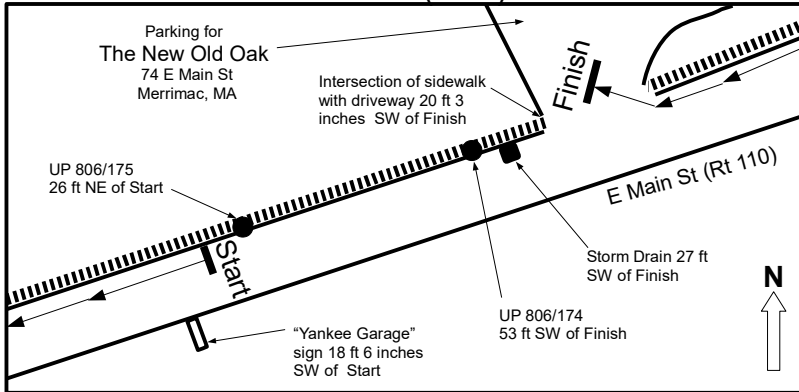 Parking for
The New Old Oak
74 E Main St
Merrimac, MA
Intersection of sidewalk
with driveway 20 ft 3
inches SW of Finish
Finish
UP 806/175
26 ft NE of Start
E Main St (Rt 110)
Start
Storm Drain 27 ft
SW of Finish
UP 806/174
53 ft SW of Finish
"Yankee Garage"
sign 18 ft 6 inches
SW of Start
N